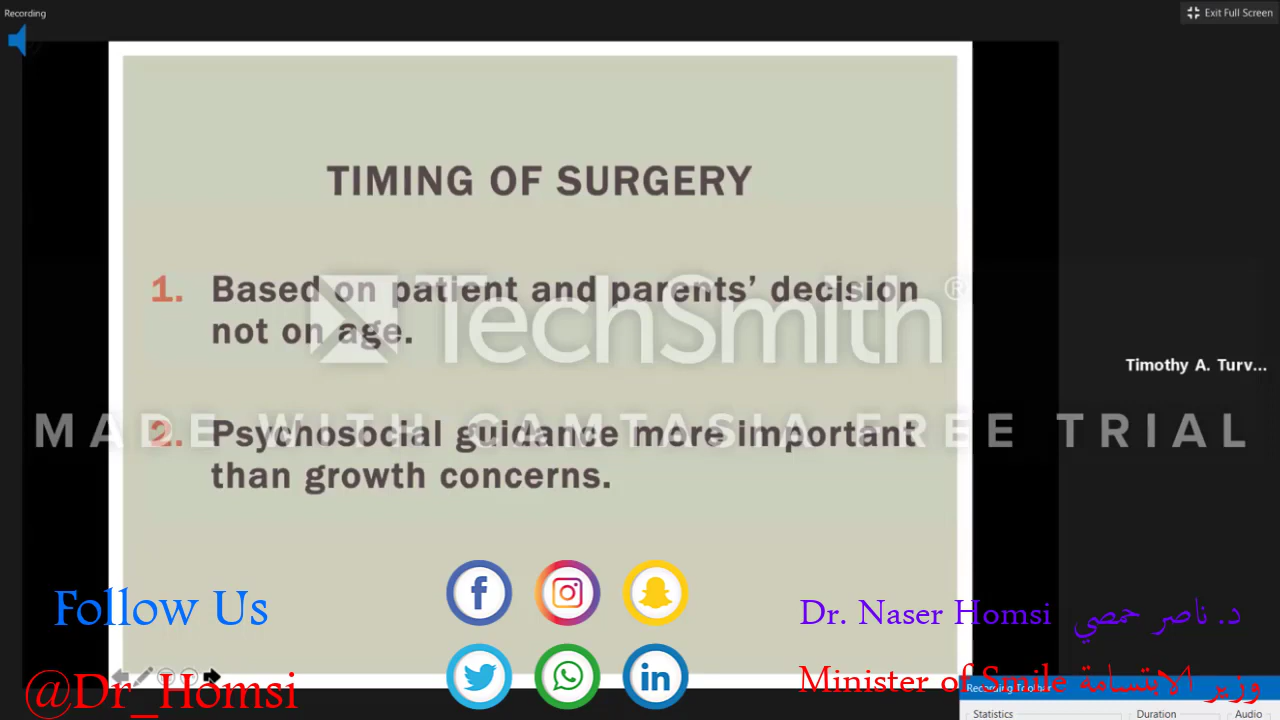 Recording
Exit Full Screen
TIMING OF SURGERY
1. Based on patient and parents’ decision
not on age.
TechSmith®
Timothy A. Turv...
MADE WITH CAMTASIA FREE TRIAL
2. Psychosocial guidance more important
than growth concerns.
Follow Us
Dr. Naser Homsi د. ناصر حمصي
@Dr_Homsi
Minister of Smile وزير الابتسامة
Recording Toolbar
Statistics Duration Audio